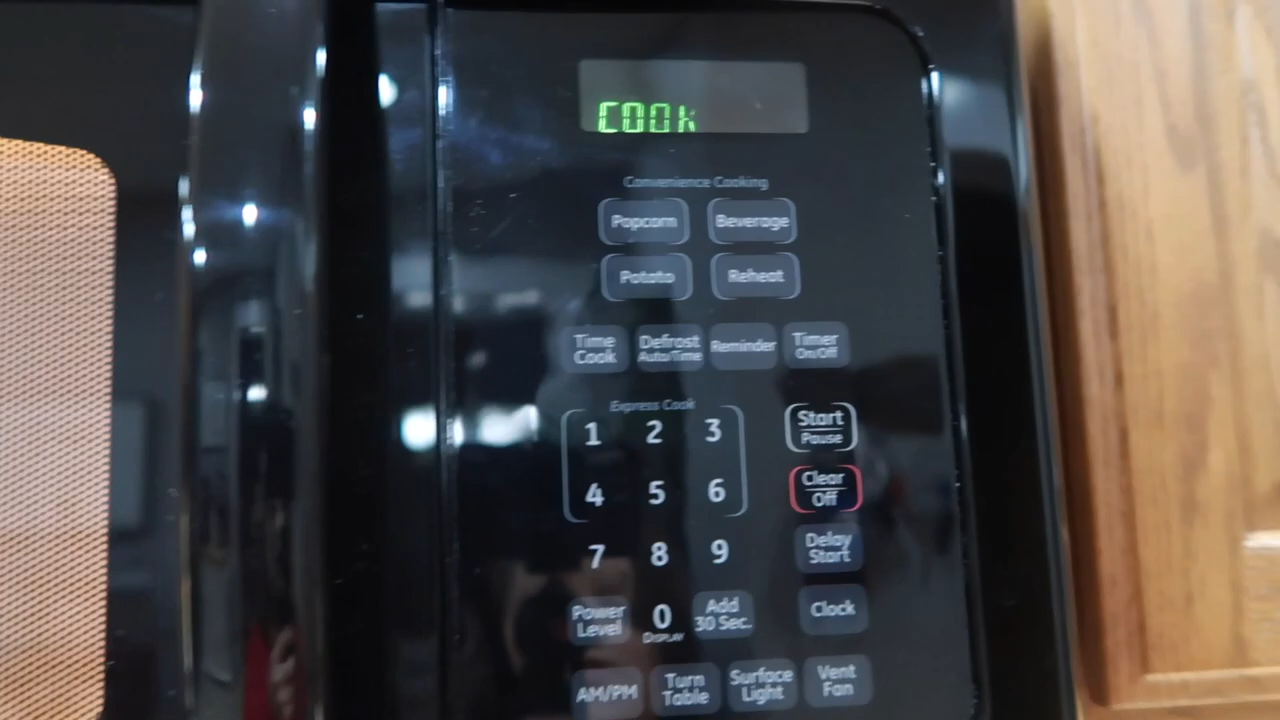 COOK
Convenience Cooking
Popcorn Beverage
Potato Reheat
Time Cook Defrost Auto/Time Reminder Timer On/Off
Express Cook
1 2 3 Start Pause
4 5 6 Clear Off
7 8 9 Delay Start
Power Level 0 DISPLAY Add 30 Sec. Clock
AM/PM Turn Table Surface Light Vent Fan